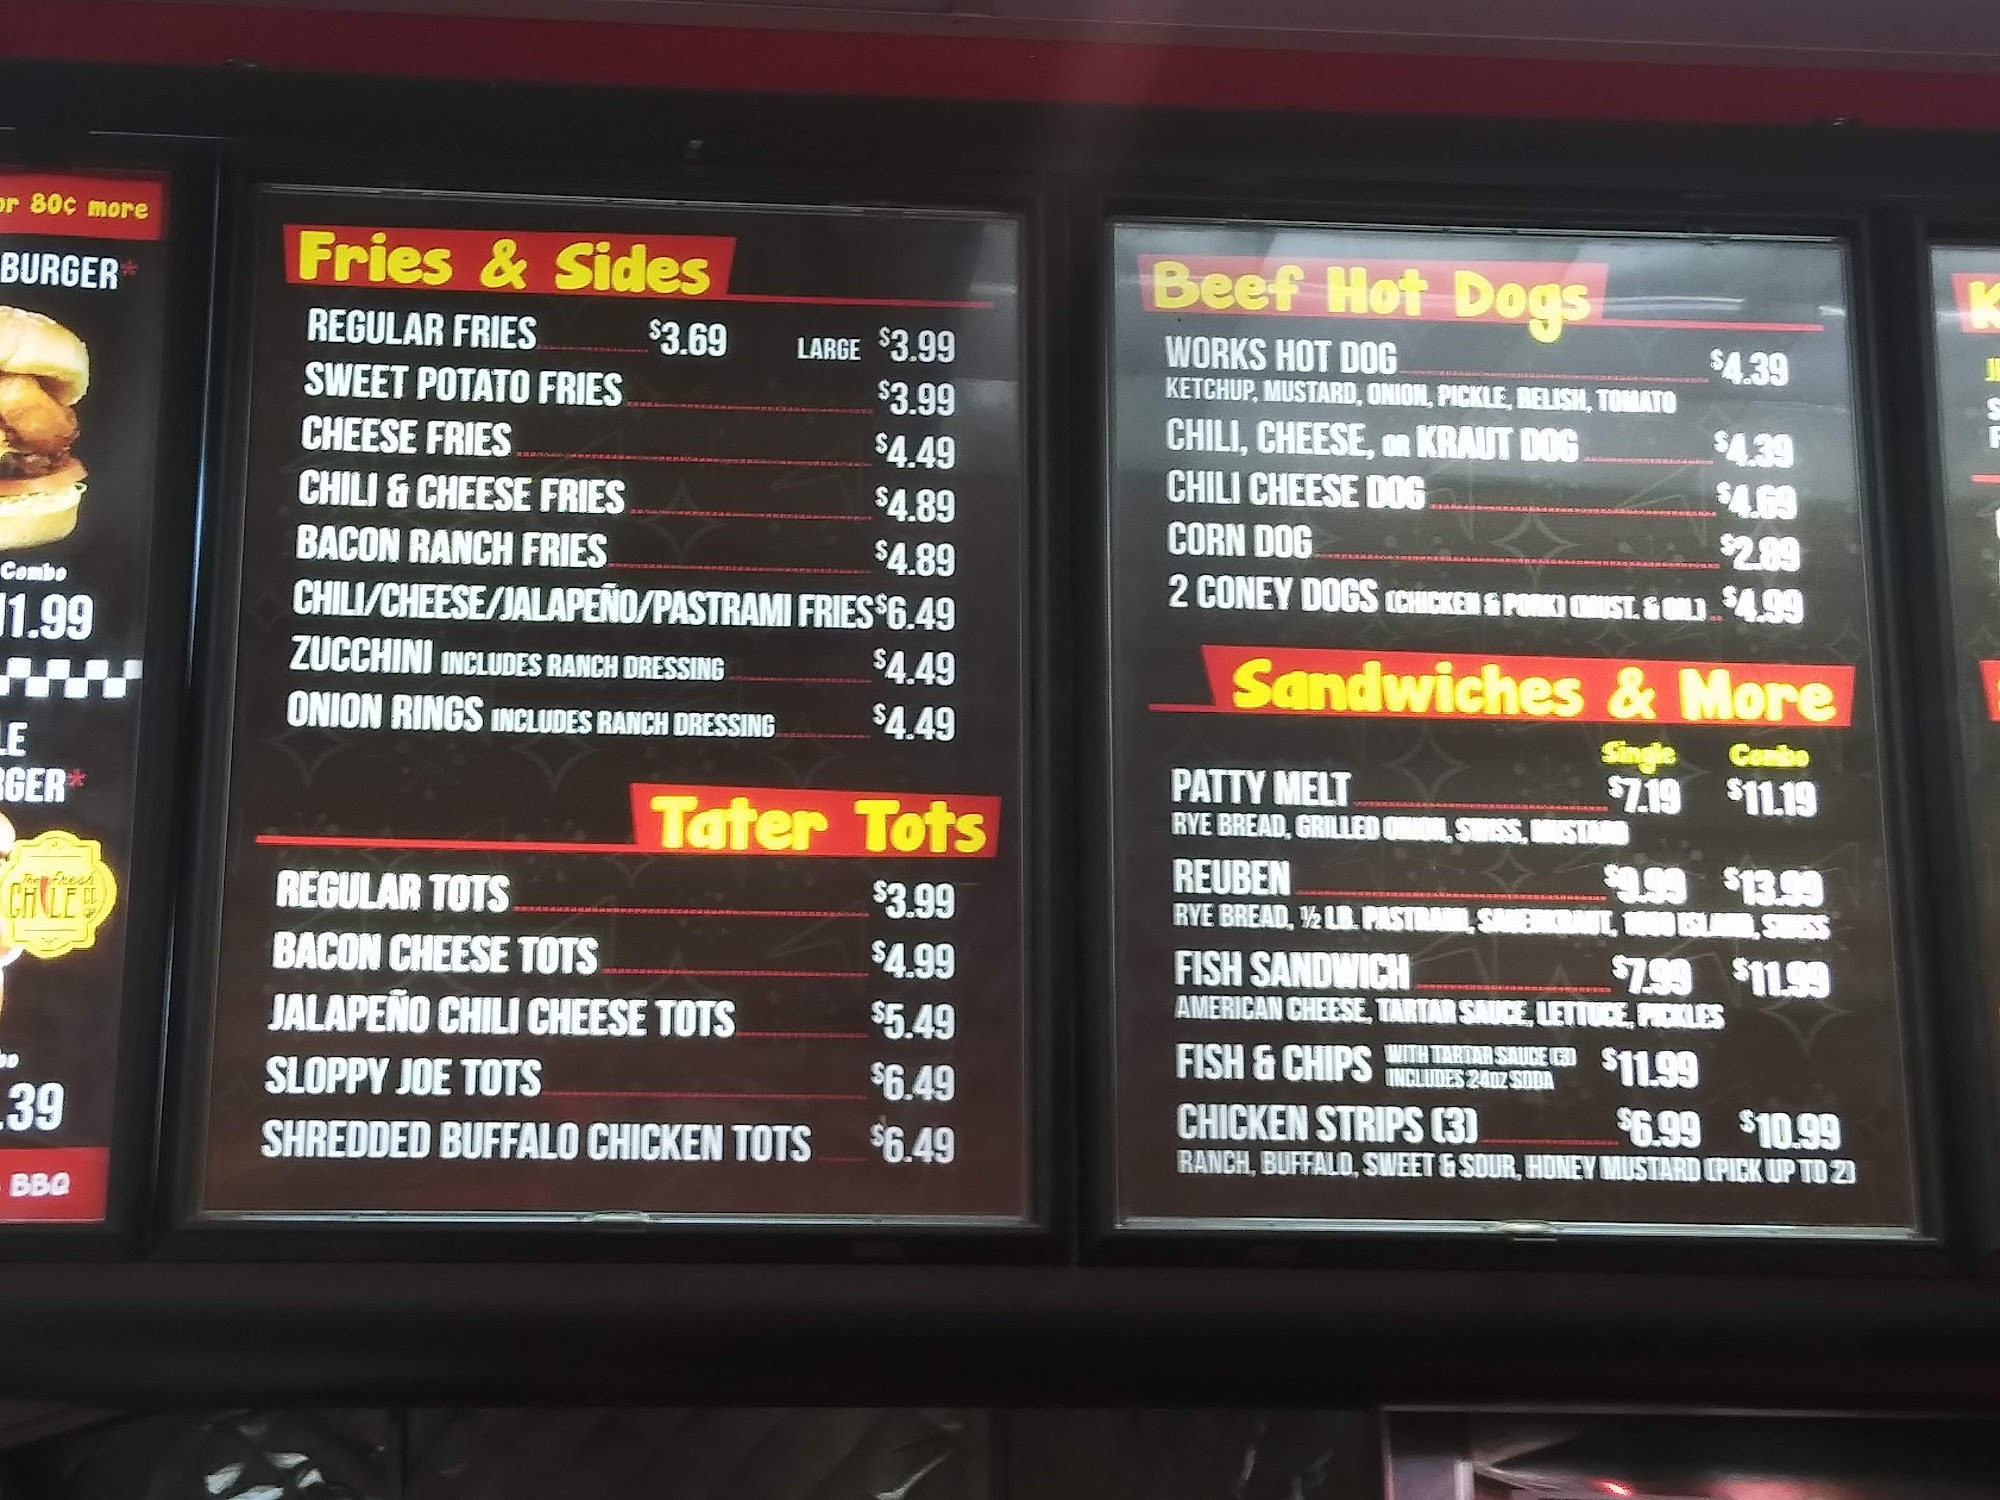 or 80¢ more
BURGER*
Combo
11.99
LE
RGER*
.39
BBQ
Fries & Sides
REGULAR FRIES $3.69 LARGE $3.99
SWEET POTATO FRIES $3.99
CHEESE FRIES $4.49
CHILI & CHEESE FRIES $4.89
BACON RANCH FRIES $4.89
CHILI/CHEESE/JALAPEÑO/PASTRAMI FRIES $6.49
ZUCCHINI INCLUDES RANCH DRESSING $4.49
ONION RINGS INCLUDES RANCH DRESSING $4.49
Tater Tots
REGULAR TOTS $3.99
BACON CHEESE TOTS $4.99
JALAPEÑO CHILI CHEESE TOTS $5.49
SLOPPY JOE TOTS $6.49
SHREDDED BUFFALO CHICKEN TOTS $6.49
Beef Hot Dogs
WORKS HOT DOG $4.39
KETCHUP, MUSTARD, ONION, PICKLE, RELISH, TOMATO
CHILI, CHEESE, OR KRAUT DOG $4.39
CHILI CHEESE DOG $4.69
CORN DOG $2.89
2 CONEY DOGS (CHICKEN & PORK) (MUST. & ON.) $4.99
Sandwiches & More
Single Combo
PATTY MELT $7.19 $11.19
RYE BREAD, GRILLED ONION, SWISS, MUSTARD
REUBEN $9.99 $13.99
RYE BREAD, ½ LB. PASTRAMI, SAUERKRAUT, 1000 ISLAND, SWISS
FISH SANDWICH $7.99 $11.99
AMERICAN CHEESE, TARTAR SAUCE, LETTUCE, PICKLES
FISH & CHIPS WITH TARTAR SAUCE (3) $11.99
INCLUDES 24OZ SODA
CHICKEN STRIPS (3) $6.99 $10.99
RANCH, BUFFALO, SWEET & SOUR, HONEY MUSTARD (PICK UP TO 2)
K